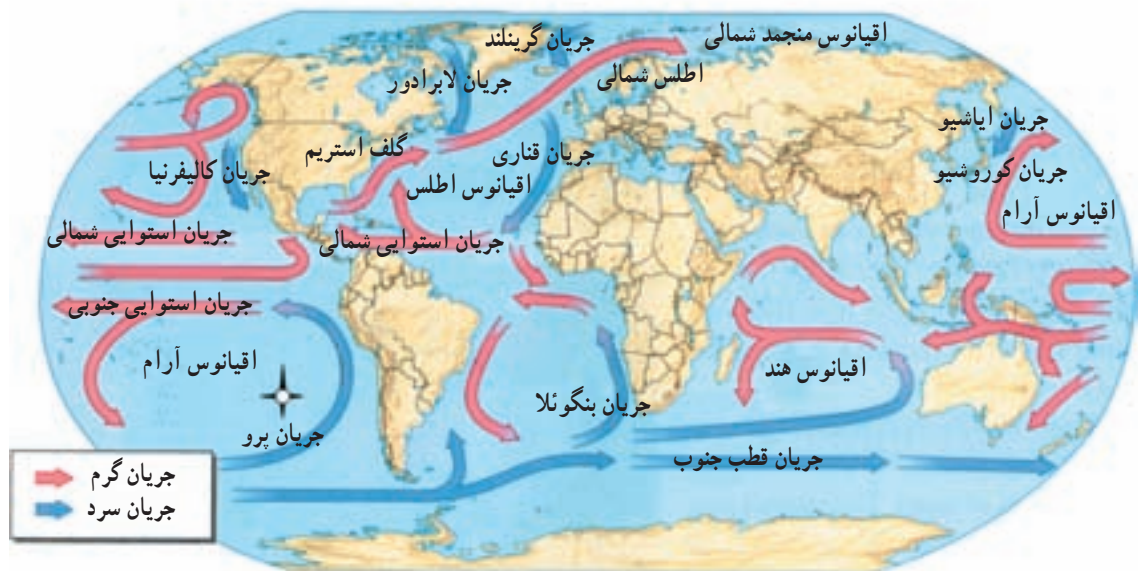 اقیانوس منجمد شمالی
جریان گرینلند
اطلس شمالی
جریان لابرادور
جریان ایاشیو
گلف استریم
جریان قناری
جریان کوروشیو
جریان کالیفرنیا
اقیانوس اطلس
اقیانوس آرام
جریان استوایی شمالی
جریان استوایی شمالی
جریان استوایی جنوبی
اقیانوس آرام
اقیانوس هند
جریان بنگوئلا
جریان پرو
جریان قطب جنوب
جریان گرم
جریان سرد